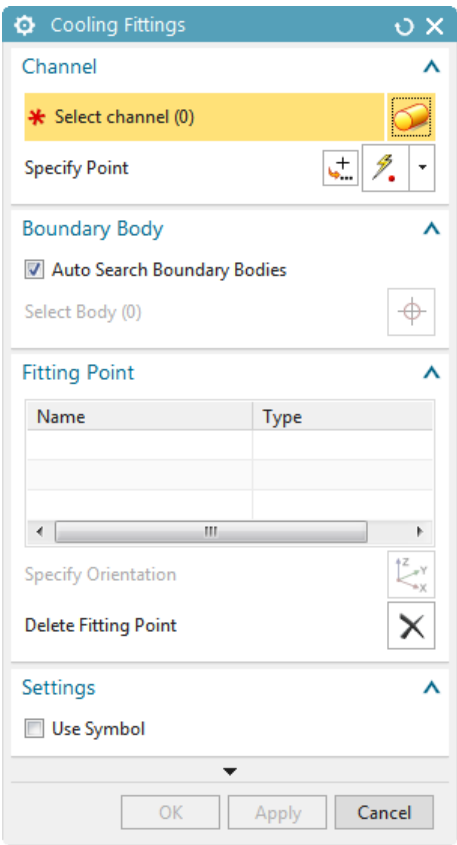 Cooling Fittings
Channel
* Select channel (0)
Specify Point
Boundary Body
Auto Search Boundary Bodies
Select Body (0)
Fitting Point
Name Type
Specify Orientation
Z
Y
X
Delete Fitting Point
Settings
Use Symbol
OK Apply Cancel